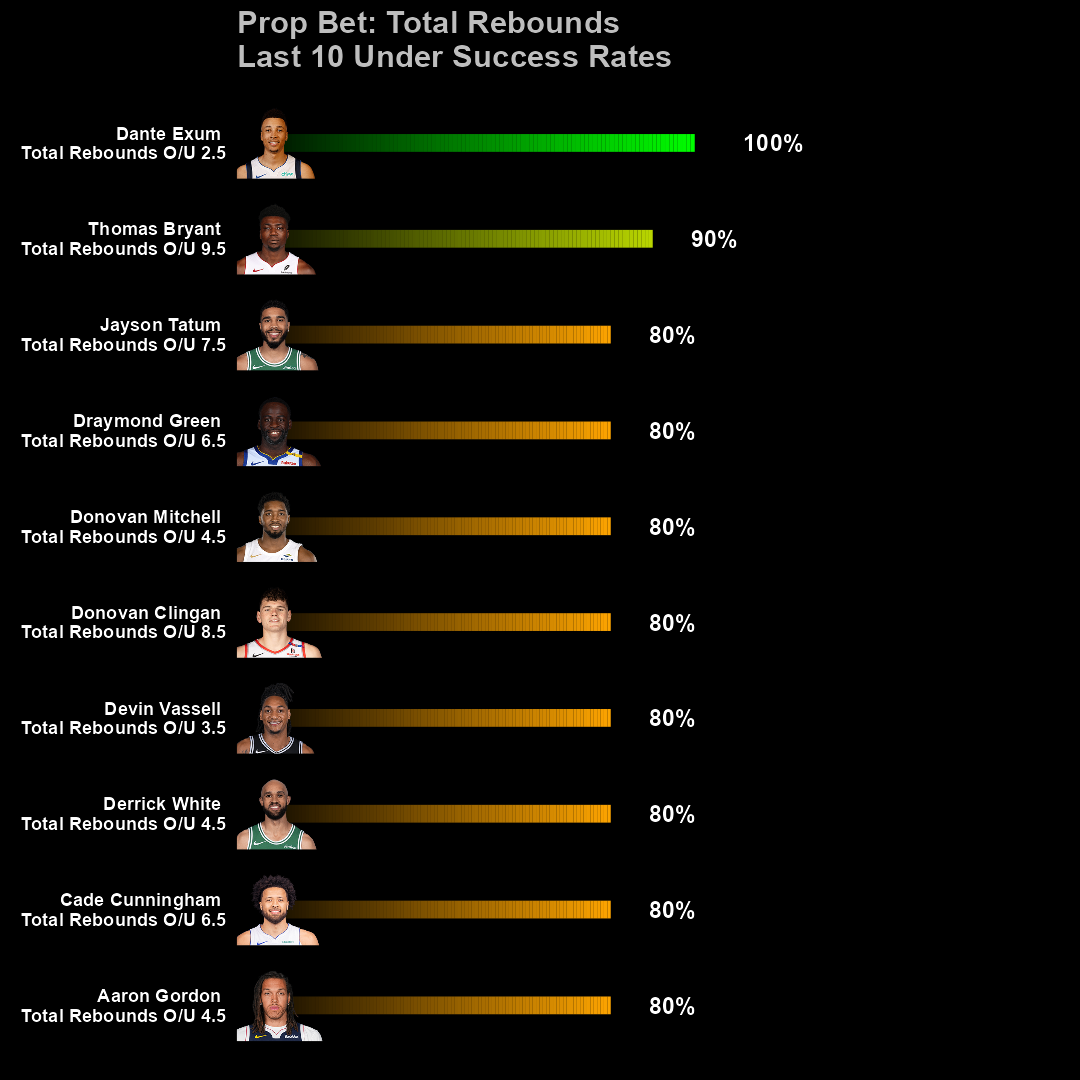 Prop Bet: Total Rebounds
Last 10 Under Success Rates
Dante Exum
Total Rebounds O/U 2.5
100%
Thomas Bryant
Total Rebounds O/U 9.5
90%
Jayson Tatum
Total Rebounds O/U 7.5
80%
Draymond Green
Total Rebounds O/U 6.5
80%
Donovan Mitchell
Total Rebounds O/U 4.5
80%
Donovan Clingan
Total Rebounds O/U 8.5
80%
Devin Vassell
Total Rebounds O/U 3.5
80%
Derrick White
Total Rebounds O/U 4.5
80%
Cade Cunningham
Total Rebounds O/U 6.5
80%
Aaron Gordon
Total Rebounds O/U 4.5
80%